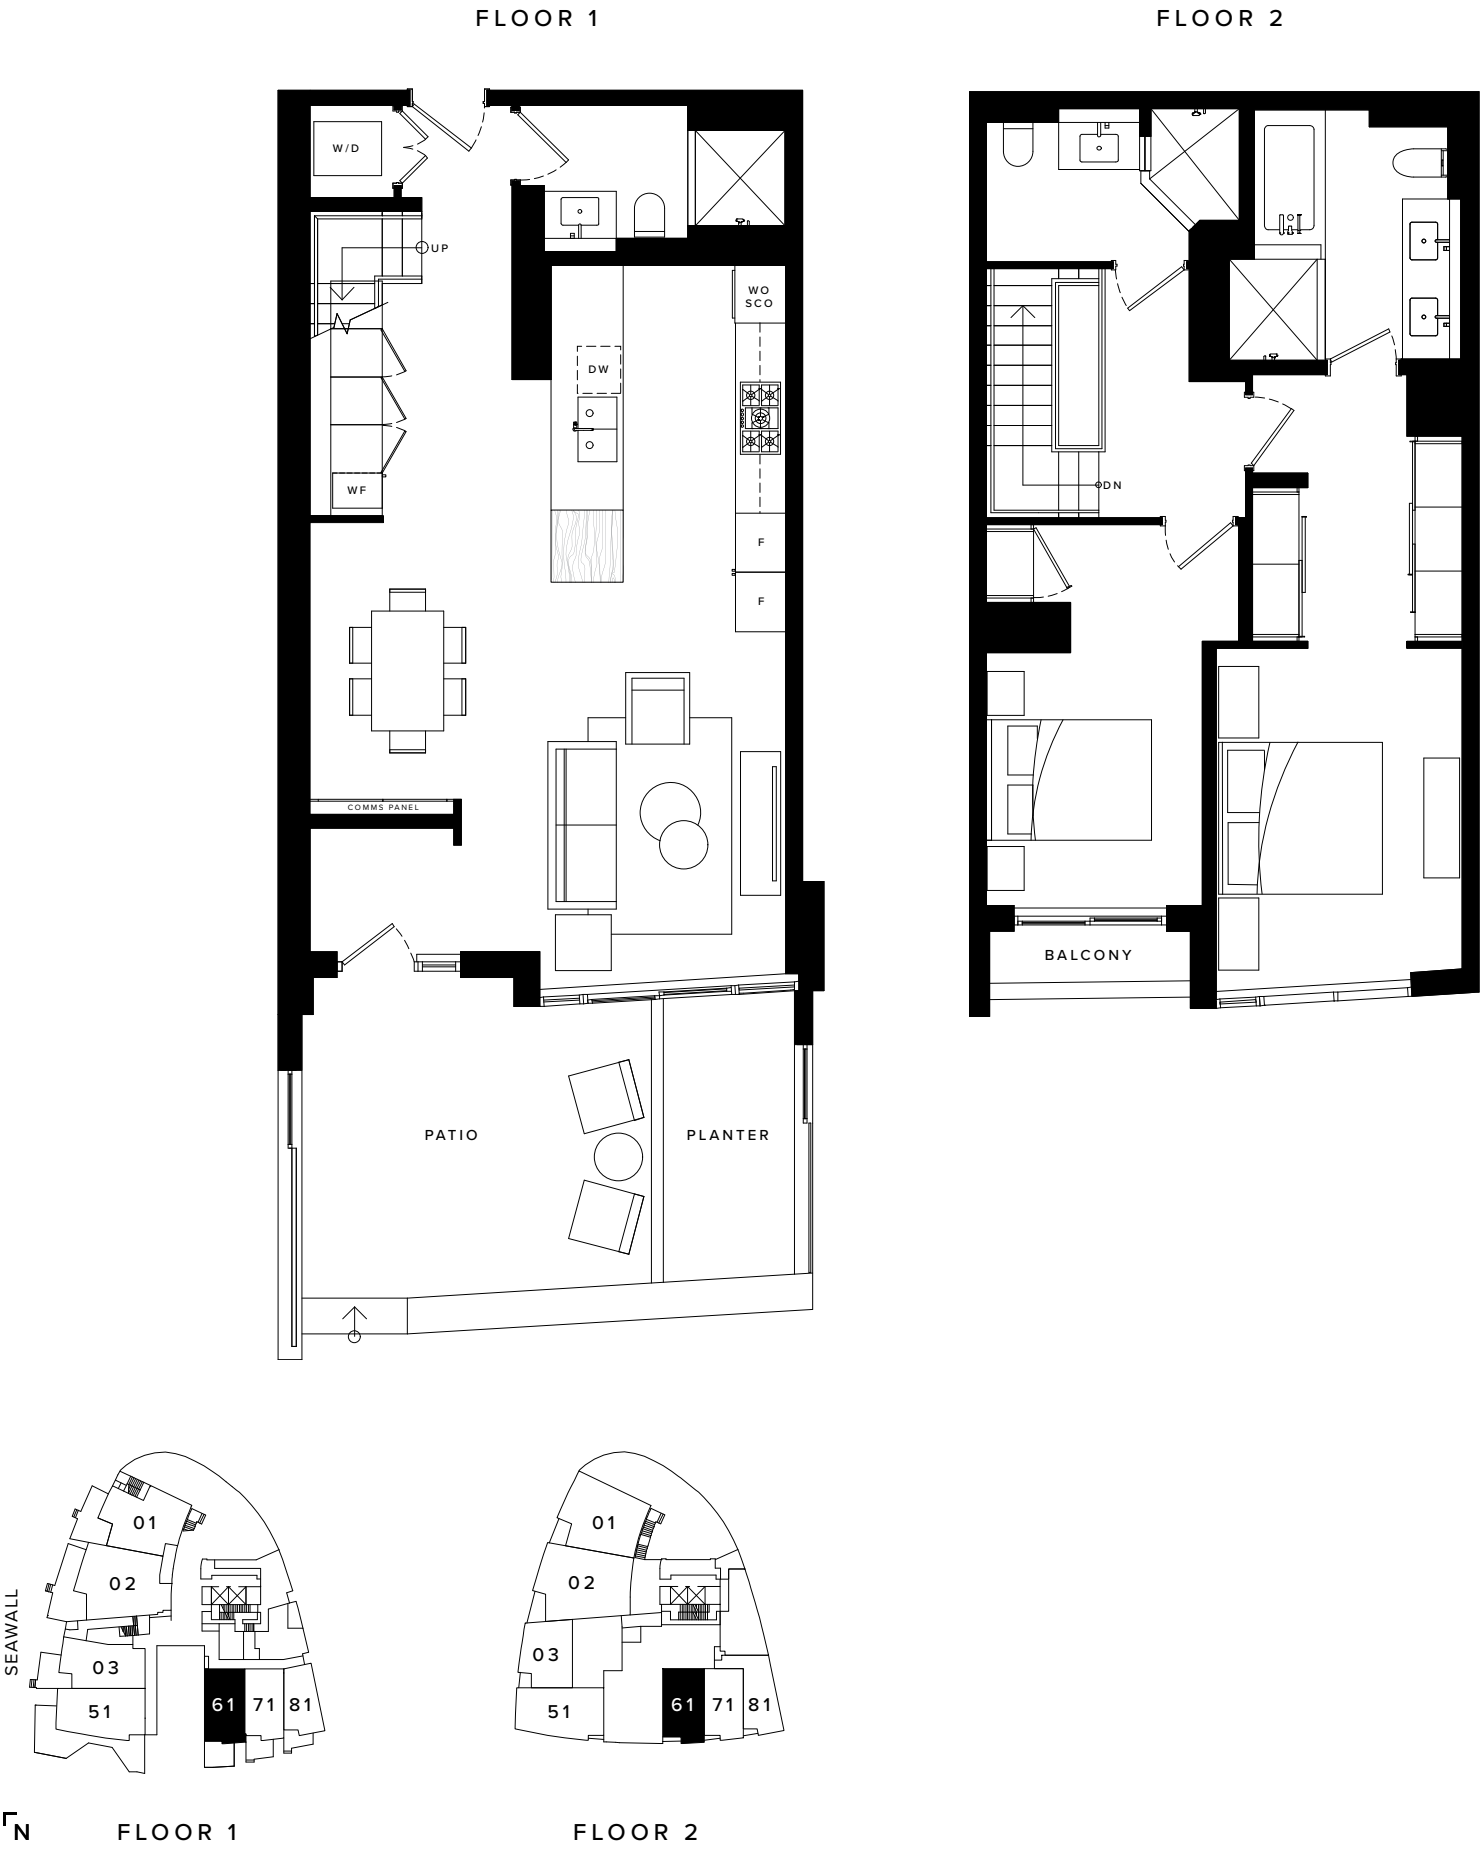 FLOOR 1
FLOOR 2
W/D
UP
WO
SCO
DW
WF
F
F
COMMS PANEL
PATIO
PLANTER
DN
BALCONY
SEAWALL
01
02
03
51
61
71
81
01
02
03
51
61
71
81
N
FLOOR 1
FLOOR 2